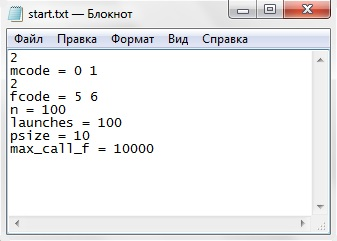 start.txt — Блокнот
Файл Правка Формат Вид Справка
2
mcode = 0 1
2
fcode = 5 6
n = 100
launches = 100
psize = 10
max_call_f = 10000